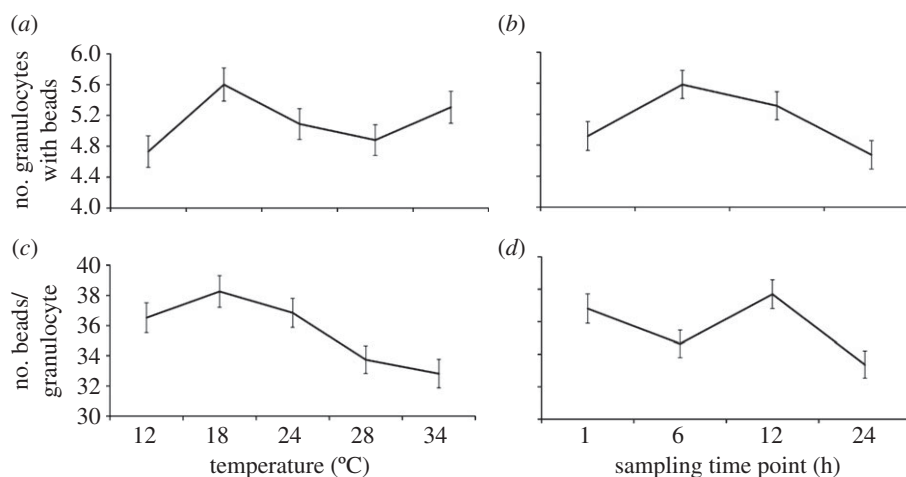 (a)
(b)
no. granulocytes
with beads
6.0
5.6
5.2
4.8
4.4
4.0
(c)
(d)
no. beads/
granulocyte
40
38
36
34
32
30
12 18 24 28 34
1 6 12 24
temperature (ºC)
sampling time point (h)